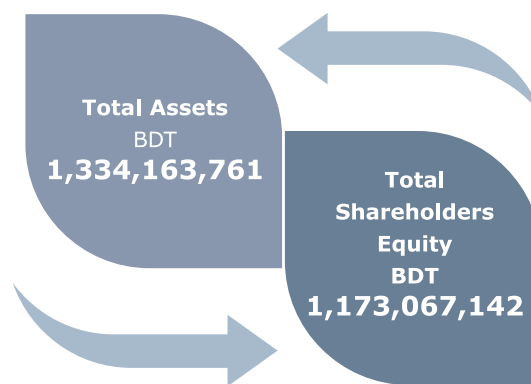 Total Assets
BDT
1,334,163,761
Total
Shareholders
Equity
BDT
1,173,067,142